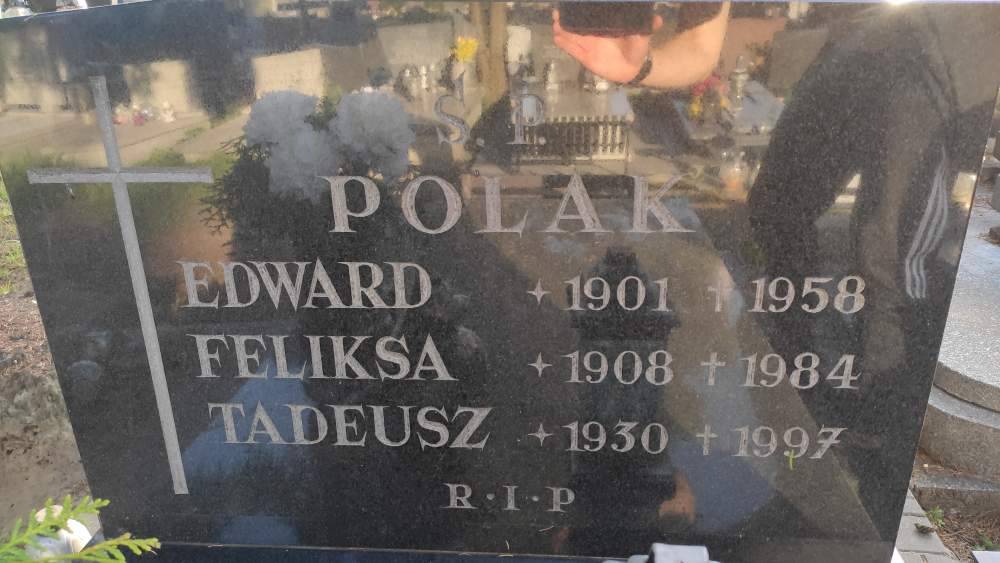 Ś.P.
POLAK
EDWARD ✦ 1901 † 1958
FELIKSA ✦ 1908 † 1984
TADEUSZ ✦ 1930 † 1997
R·I·P